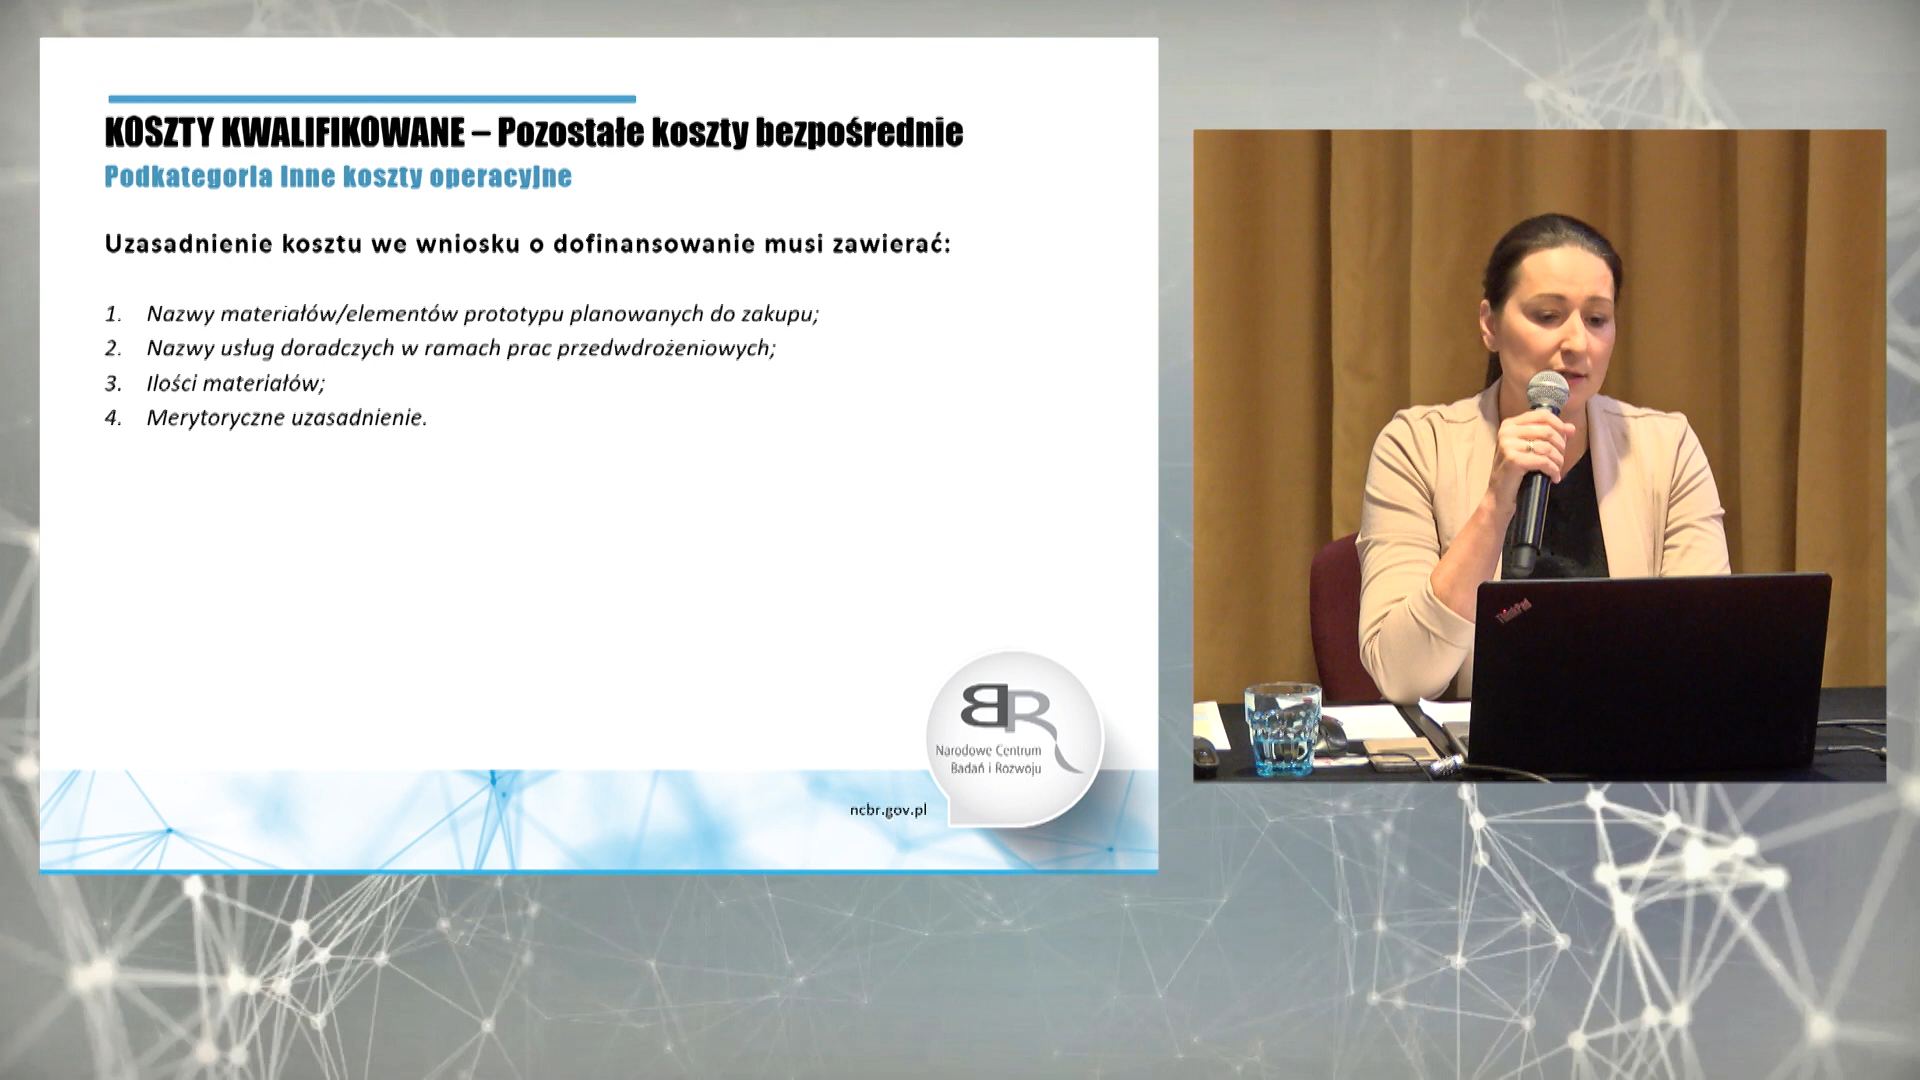 KOSZTY KWALIFIKOWANE – Pozostałe koszty bezpośrednie
Podkategoria Inne koszty operacyjne
Uzasadnienie kosztu we wniosku o dofinansowanie musi zawierać:
1. Nazwy materiałów/elementów prototypu planowanych do zakupu;
2. Nazwy usług doradczych w ramach prac przedwdrożeniowych;
3. Ilości materiałów;
4. Merytoryczne uzasadnienie.
BR
Narodowe Centrum
Badań i Rozwoju
ncbr.gov.pl
ThinkPad